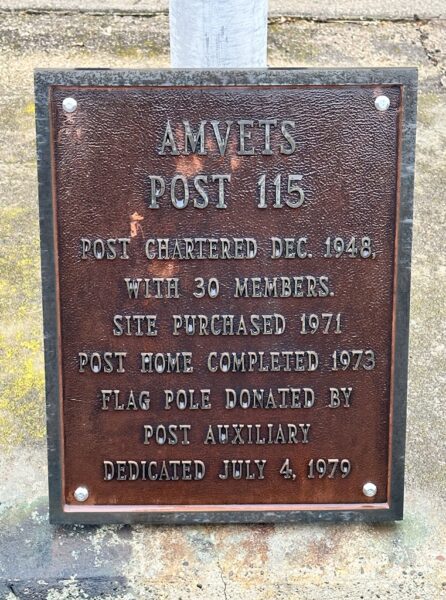 AMVETS
POST 115
POST CHARTERED DEC. 1948,
WITH 30 MEMBERS.
SITE PURCHASED 1971
POST HOME COMPLETED 1973
FLAG POLE DONATED BY
POST AUXILIARY
DEDICATED JULY 4, 1979